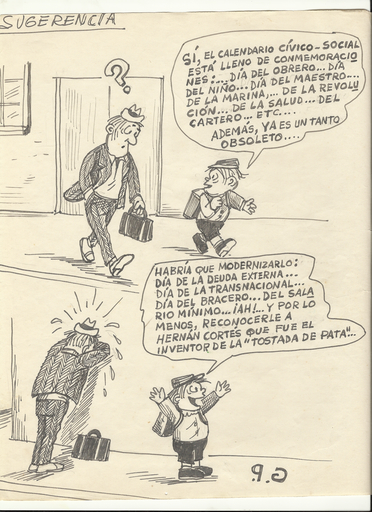 SUGERENCIA
?
SÍ, EL CALENDARIO CÍVICO-SOCIAL
ESTÁ LLENO DE CONMEMORACIO
NES:... DÍA DEL OBRERO... DÍA
DEL NIÑO... DÍA DEL MAESTRO...
DE LA MARINA,... DE LA REVOLU
CIÓN... DE LA SALUD... DEL
CARTERO... ETC....
ADEMÁS, YA ES UN TANTO
OBSOLETO....
HABRÍA QUE MODERNIZARLO:
DÍA DE LA DEUDA EXTERNA...
DÍA DE LA TRANSNACIONAL...
DÍA DEL BRACERO... DEL SALA
RIO MÍNIMO... ¡AH!.. Y POR LO
MENOS, RECONOCERLE A
HERNÁN CORTES QUE FUE EL
INVENTOR DE LA "TOSTADA DE PATA"...